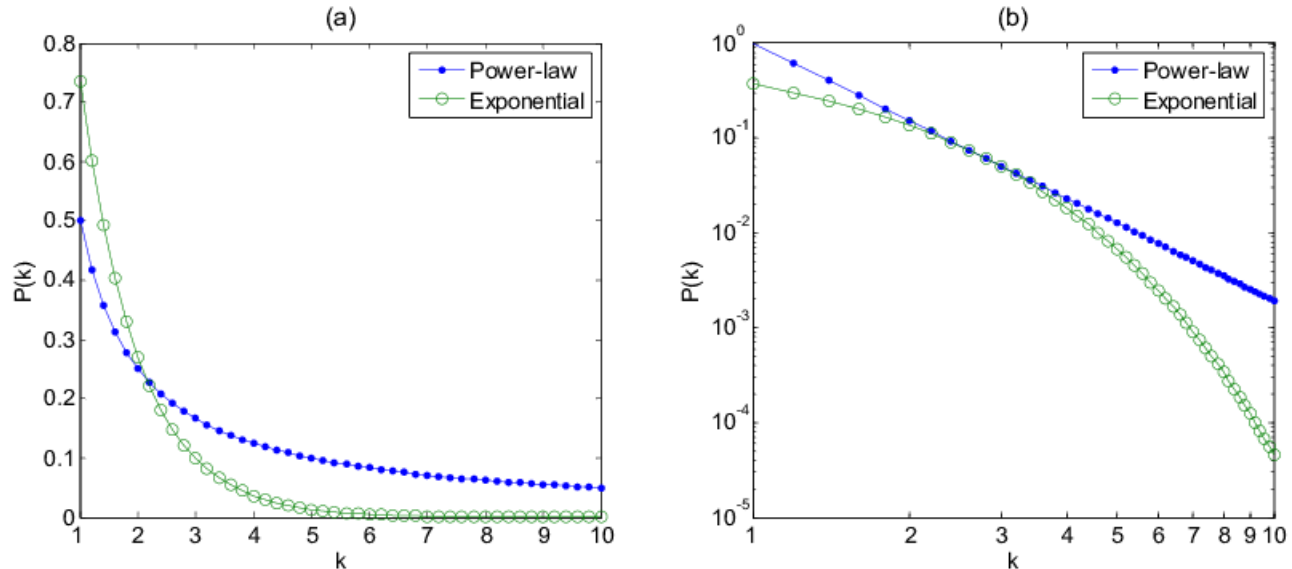 (a)
0.8
0.7
0.6
0.5
0.4
0.3
0.2
0.1
0
P(k)
Power-law
Exponential
1 2 3 4 5 6 7 8 9 10
k
(b)
10^0
10^-1
10^-2
10^-3
10^-4
10^-5
P(k)
Power-law
Exponential
1 2 3 4 5 6 7 8 9 10
k